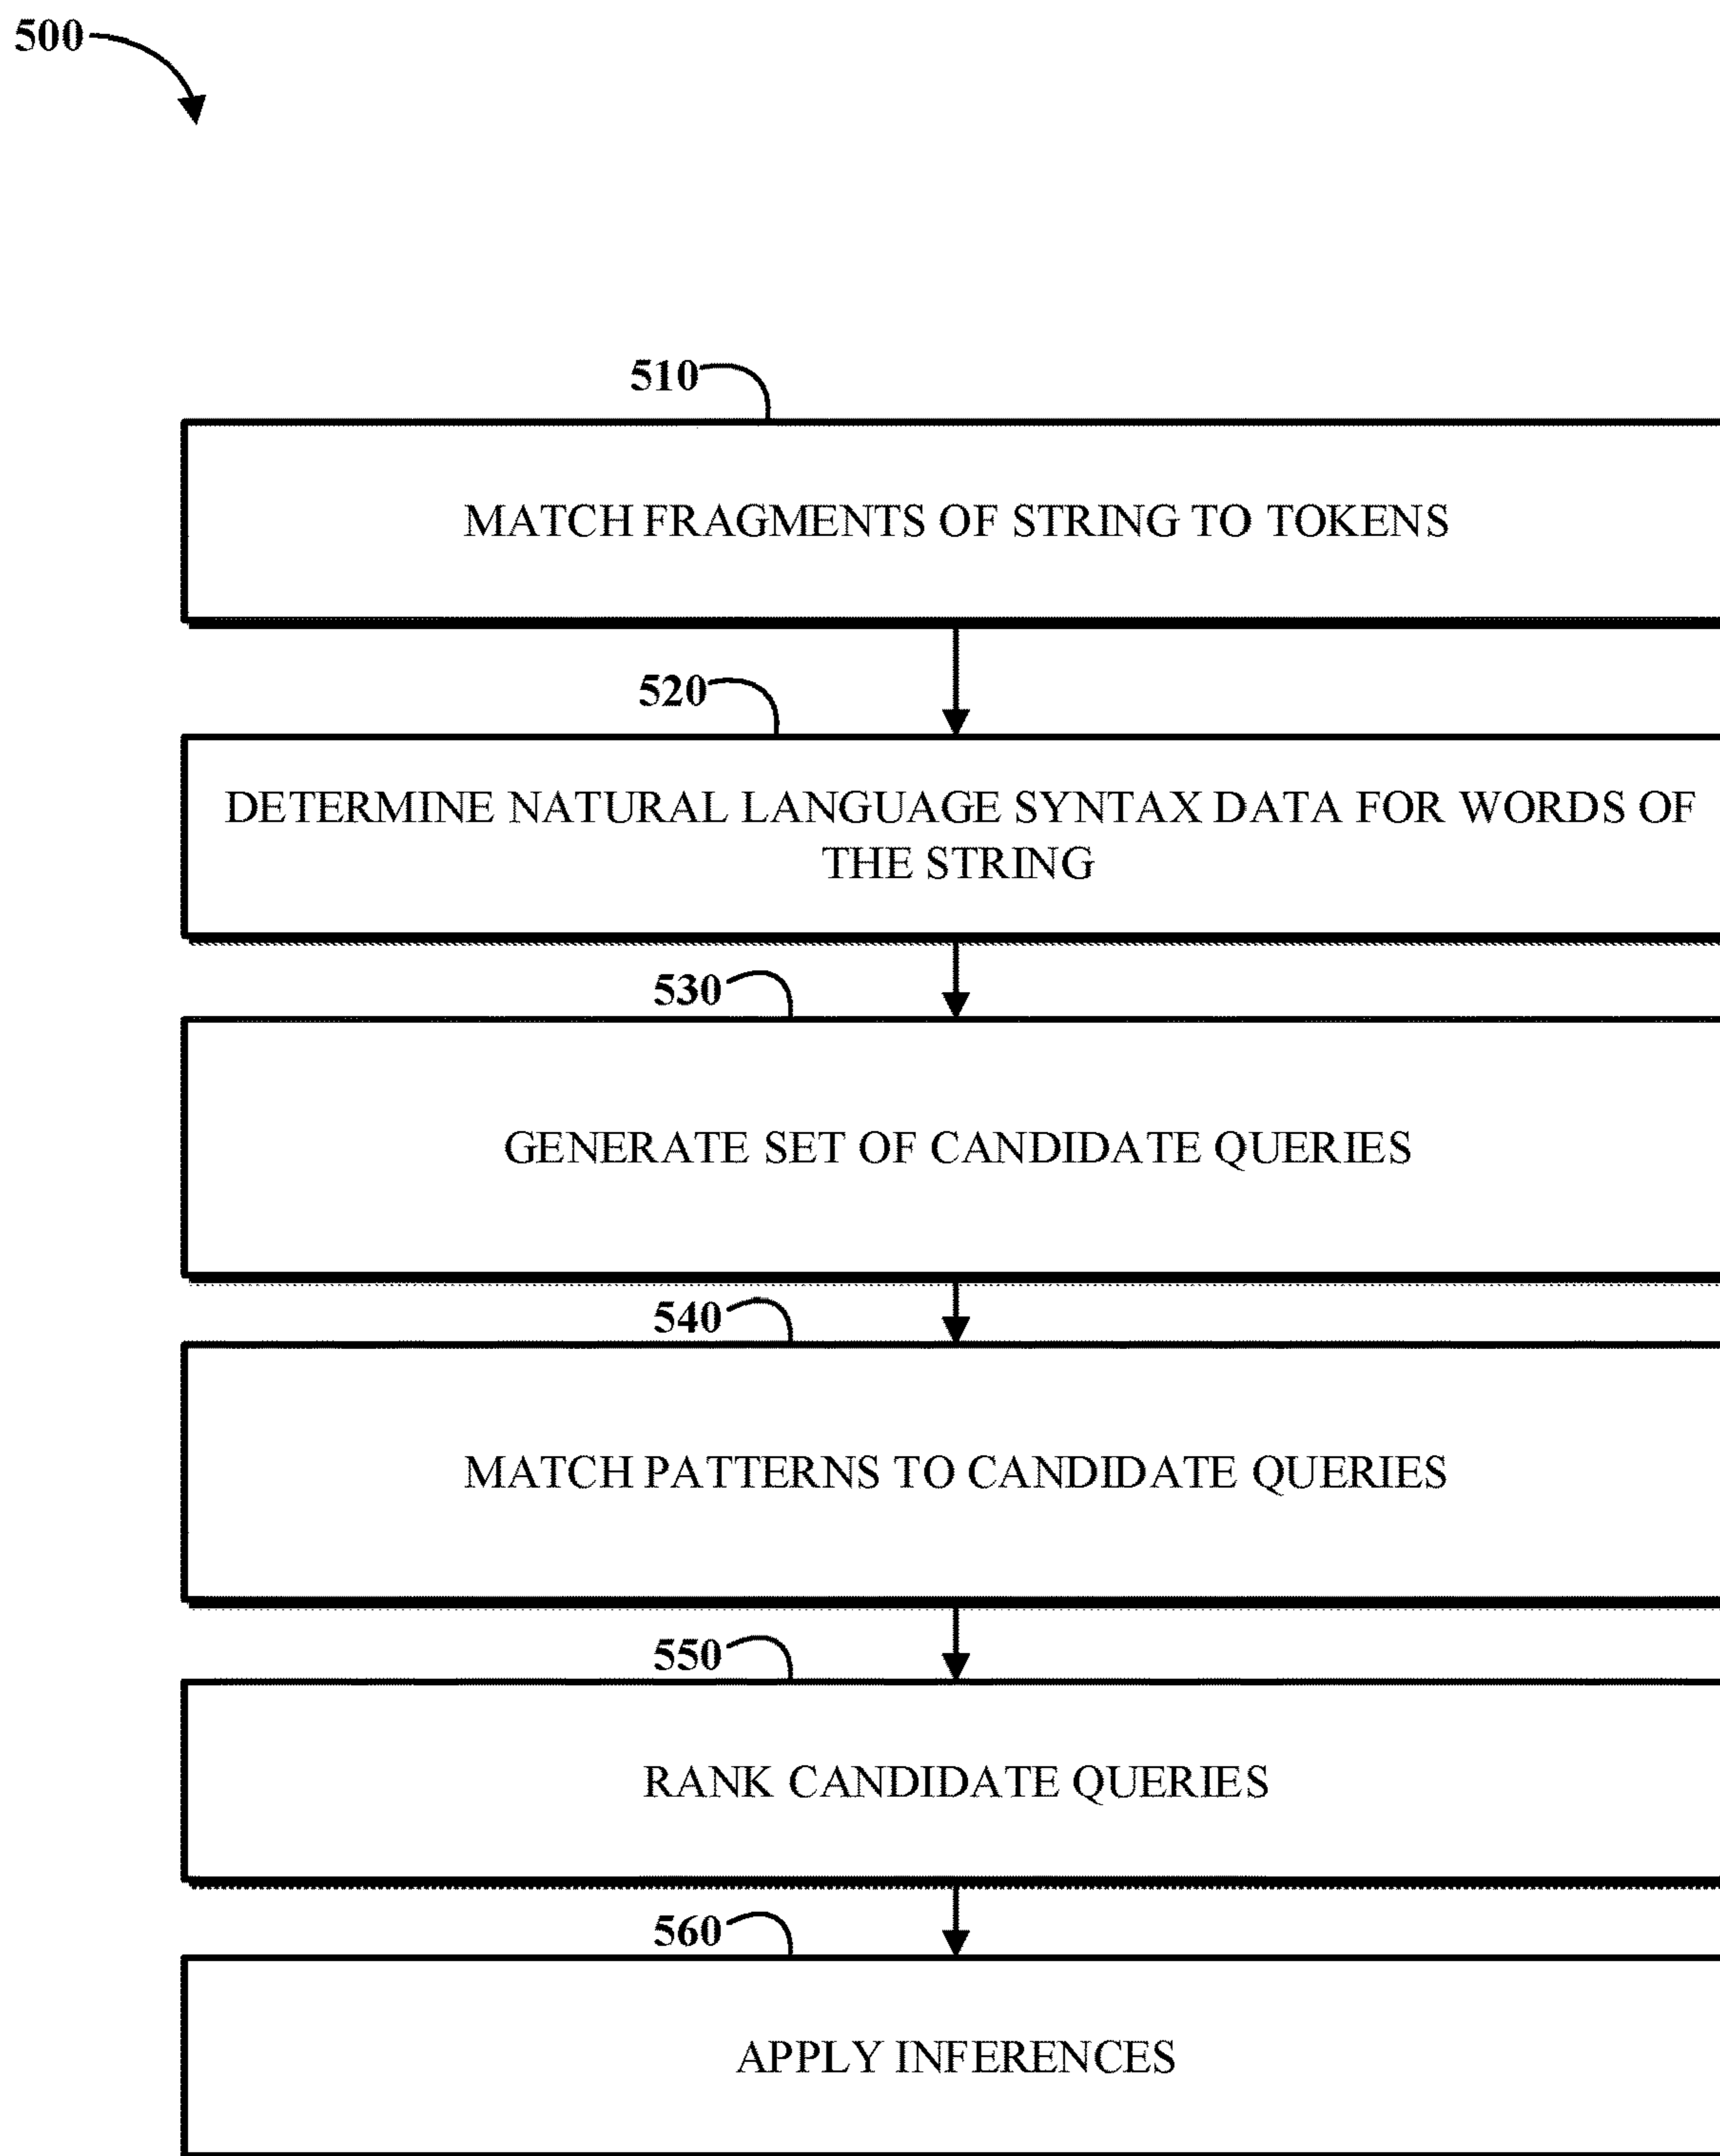 500
510
MATCH FRAGMENTS OF STRING TO TOKENS
520
DETERMINE NATURAL LANGUAGE SYNTAX DATA FOR WORDS OF
THE STRING
530
GENERATE SET OF CANDIDATE QUERIES
540
MATCH PATTERNS TO CANDIDATE QUERIES
550
RANK CANDIDATE QUERIES
560
APPLY INFERENCES